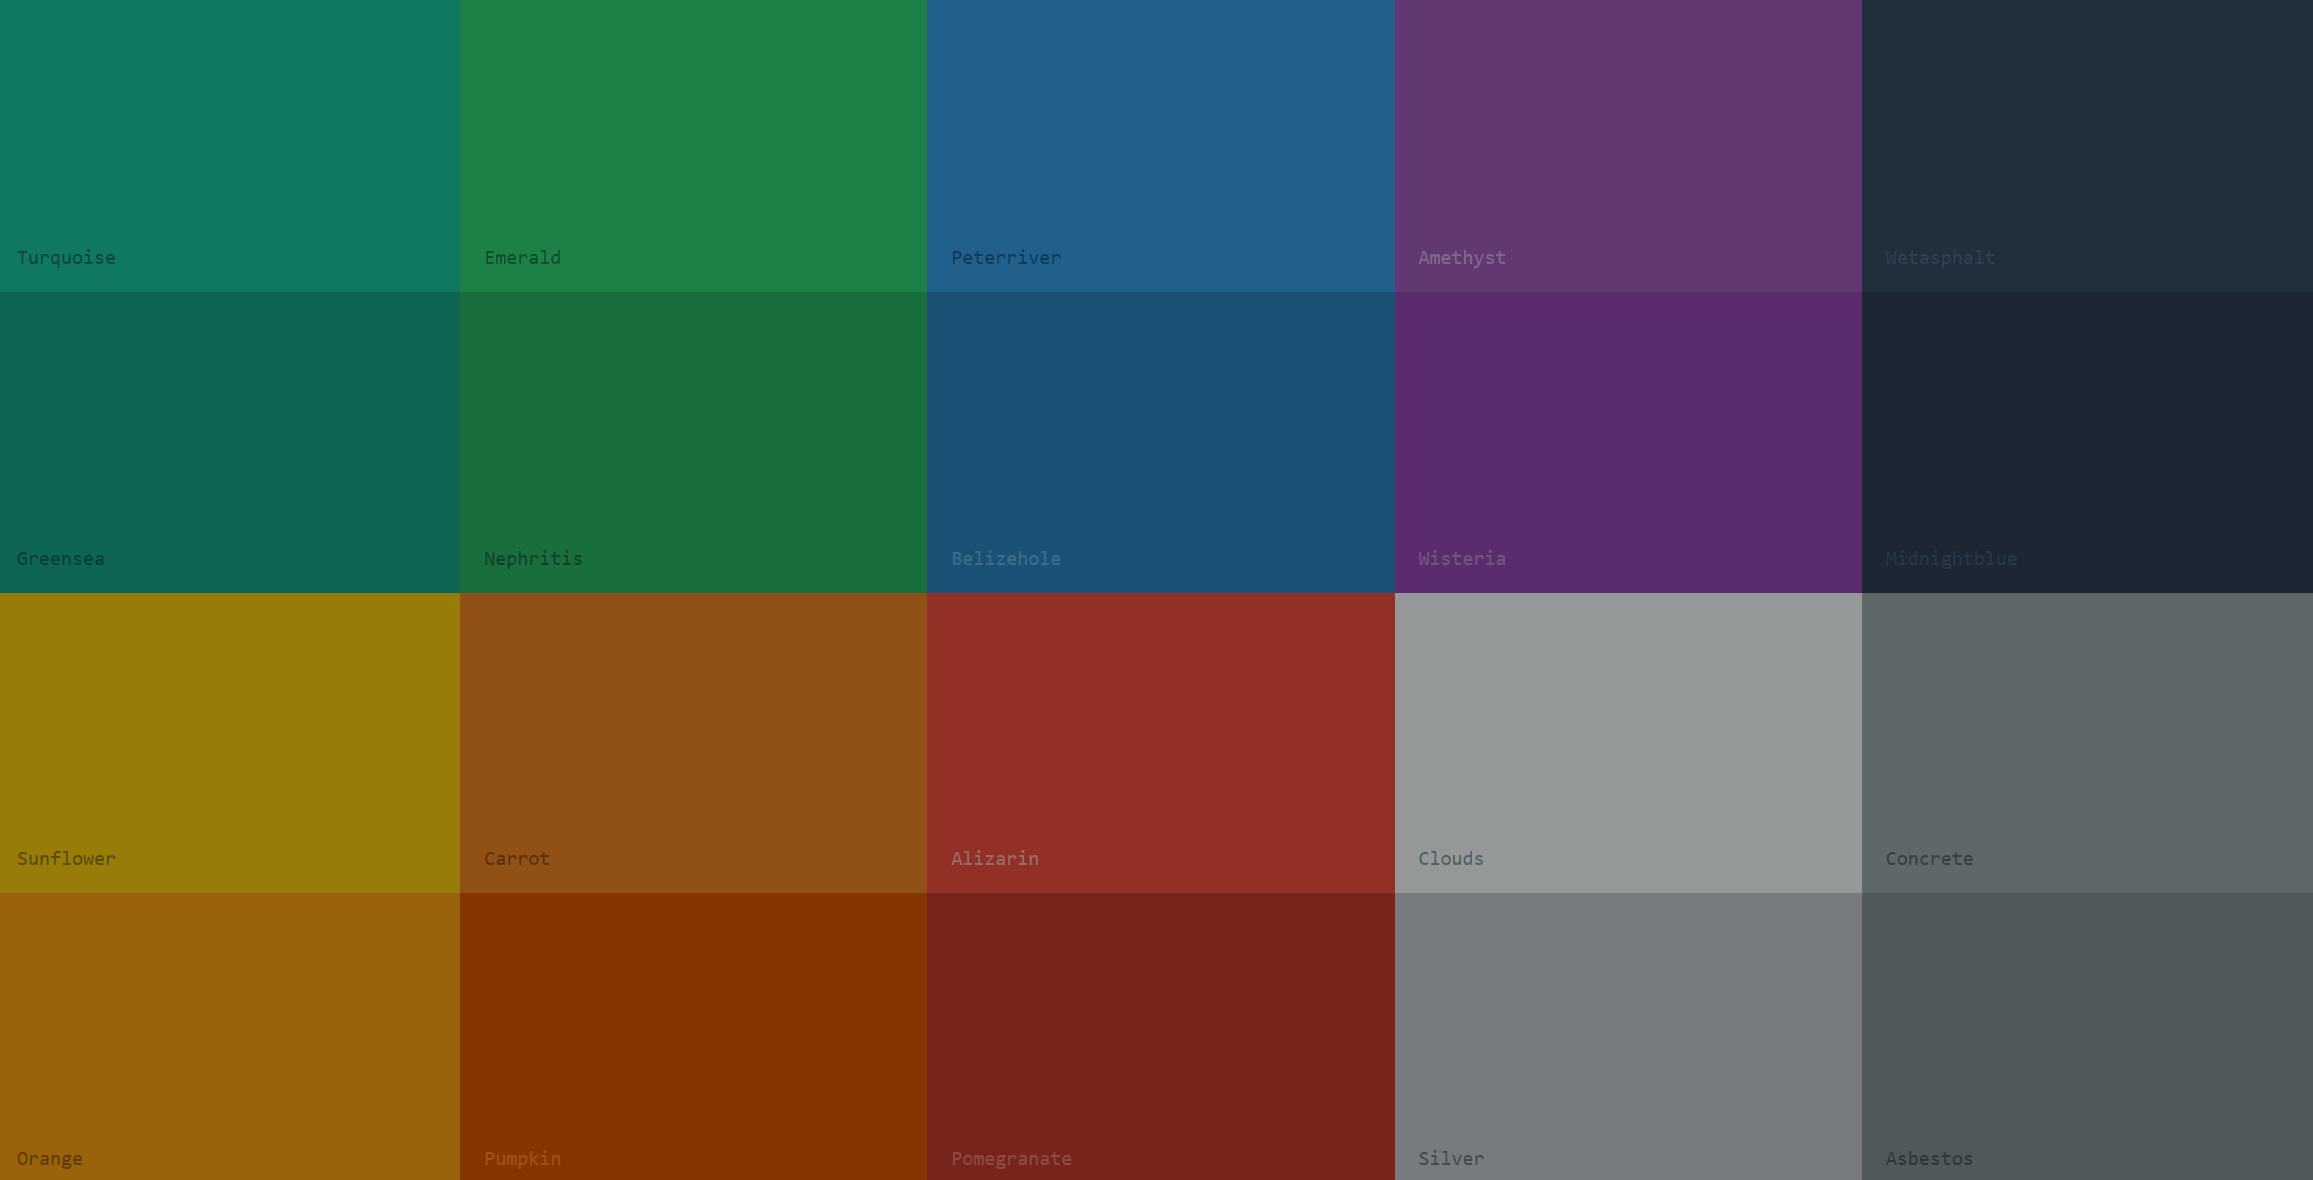 Turquoise
Emerald
Peterriver
Amethyst
Wetasphalt
Greensea
Nephritis
Belizehole
Wisteria
Midnightblue
Sunflower
Carrot
Alizarin
Clouds
Concrete
Orange
Pumpkin
Pomegranate
Silver
Asbestos